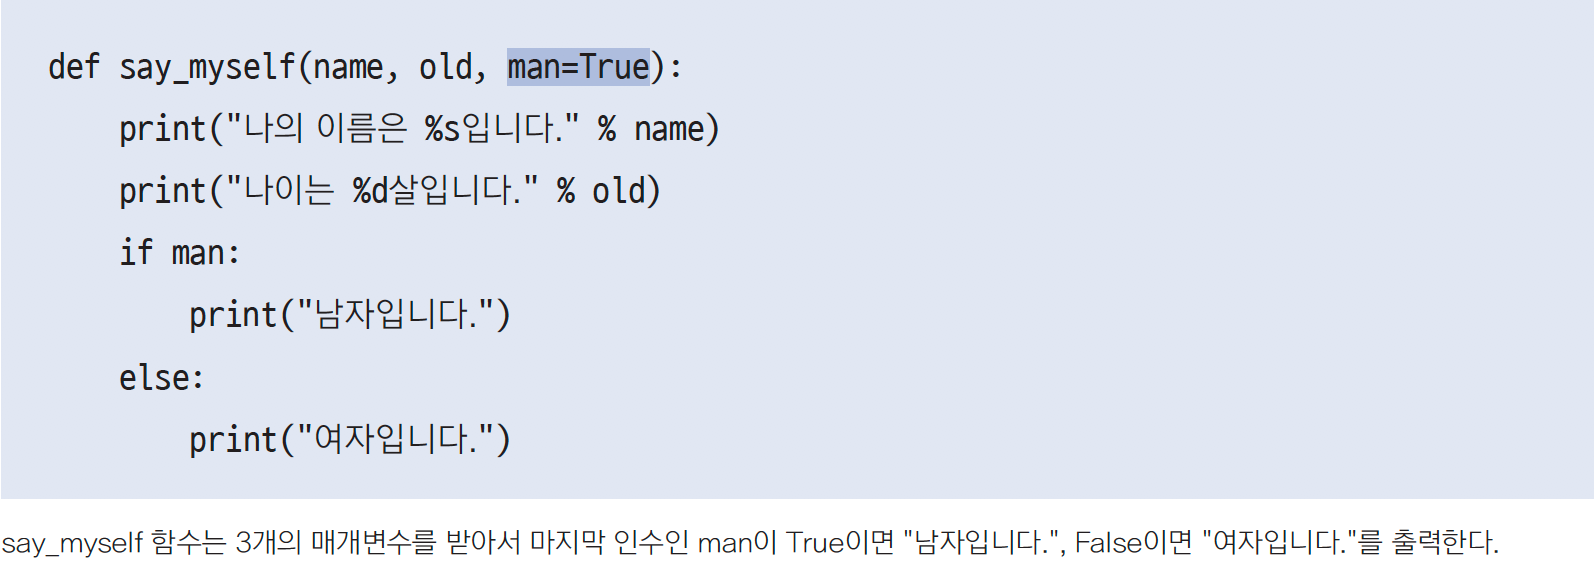 def say_myself(name, old, man=True):
    print("나의 이름은 %s입니다." % name)
    print("나이는 %d살입니다." % old)
    if man:
        print("남자입니다.")
    else:
        print("여자입니다.")
say_myself 함수는 3개의 매개변수를 받아서 마지막 인수인 man이 True이면 "남자입니다.", False이면 "여자입니다."를 출력한다.